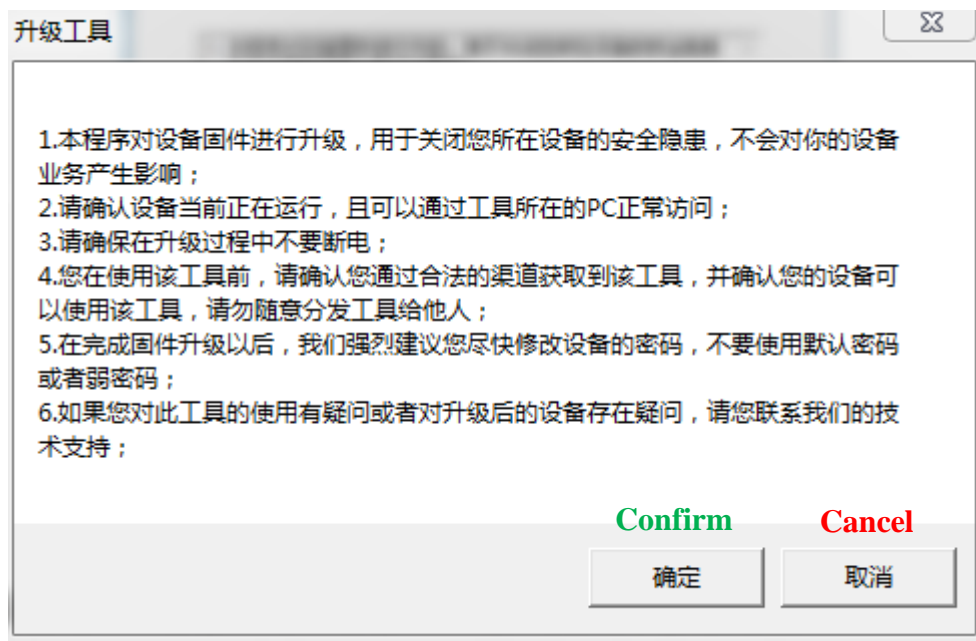 升级工具
1.本程序对设备固件进行升级，用于关闭您所在设备的安全隐患，不会对你的设备
业务产生影响；
2.请确认设备当前正在运行，且可以通过工具所在的PC正常访问；
3.请确保在升级过程中不要断电；
4.您在使用该工具前，请确认您通过合法的渠道获取到该工具，并确认您的设备可
以使用该工具，请勿随意分发工具给他人；
5.在完成固件升级以后，我们强烈建议您尽快修改设备的密码，不要使用默认密码
或者弱密码；
6.如果您对此工具的使用有疑问或者对升级后的设备存在疑问，请您联系我们的技
术支持；
Confirm Cancel
确定 取消